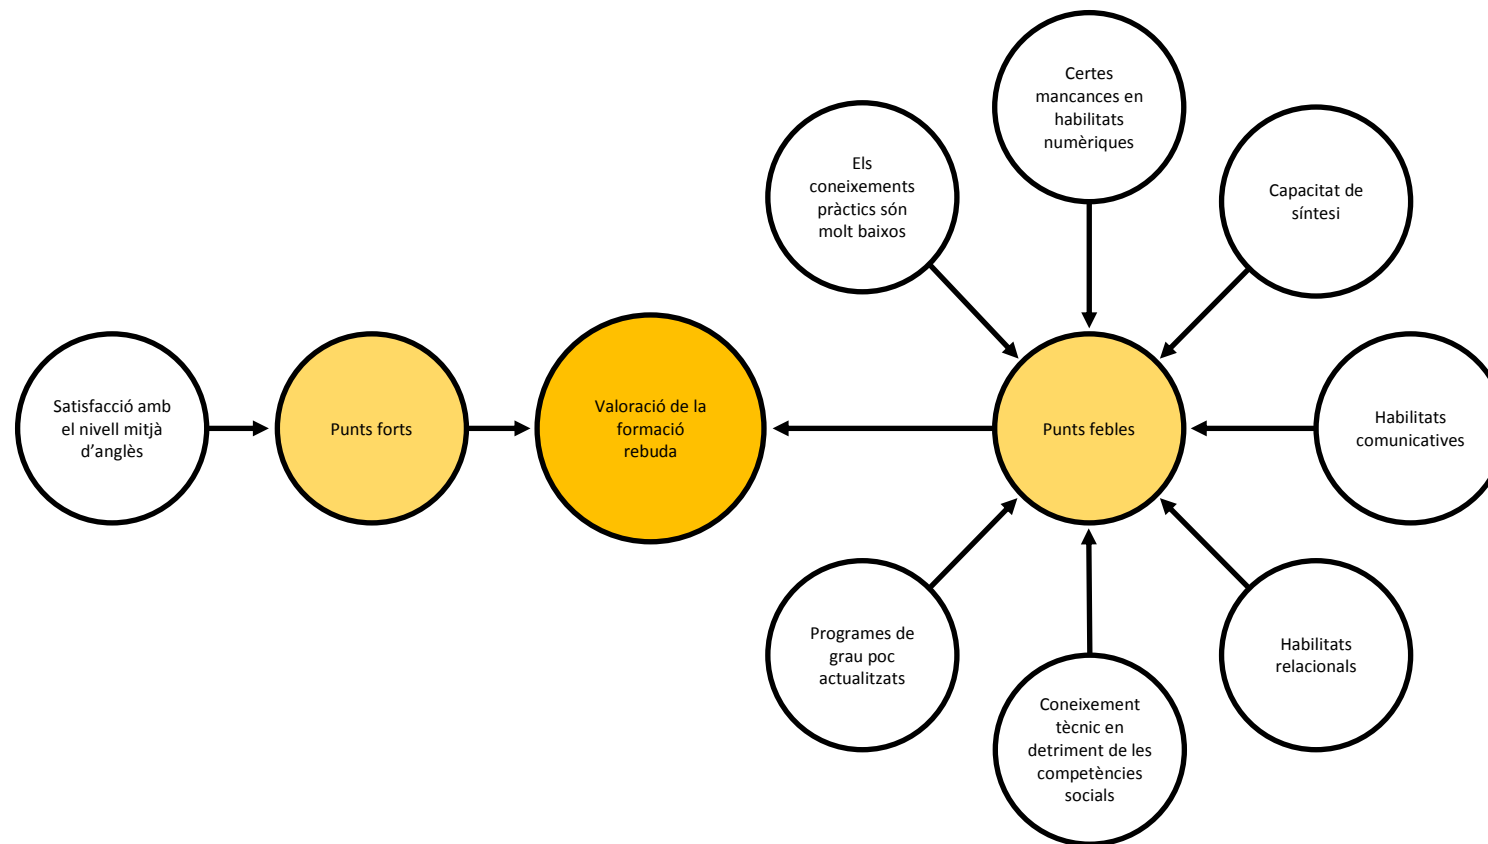 Certes
mancances en
habilitats
numèriques
Els
coneixements
pràctics són
molt baixos
Capacitat de
síntesi
Satisfacció amb
el nivell mitjà
d'anglès
Punts forts
Valoració de la
formació
rebuda
Punts febles
Habilitats
comunicatives
Programes de
grau poc
actualitzats
Habilitats
relacionals
Coneixement
tècnic en
detriment de les
competències
socials